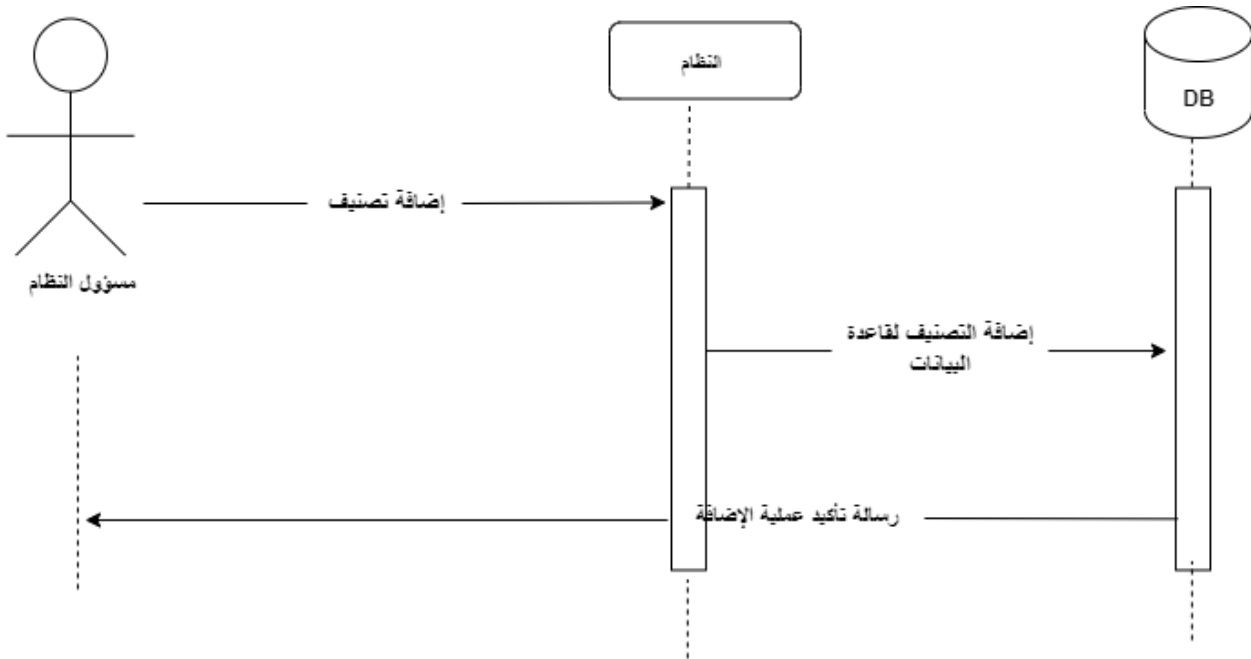 النظام
DB
إضافة تصنيف
مسؤول النظام
إضافة التصنيف لقاعدة
البيانات
رسالة تأكيد عملية الإضافة